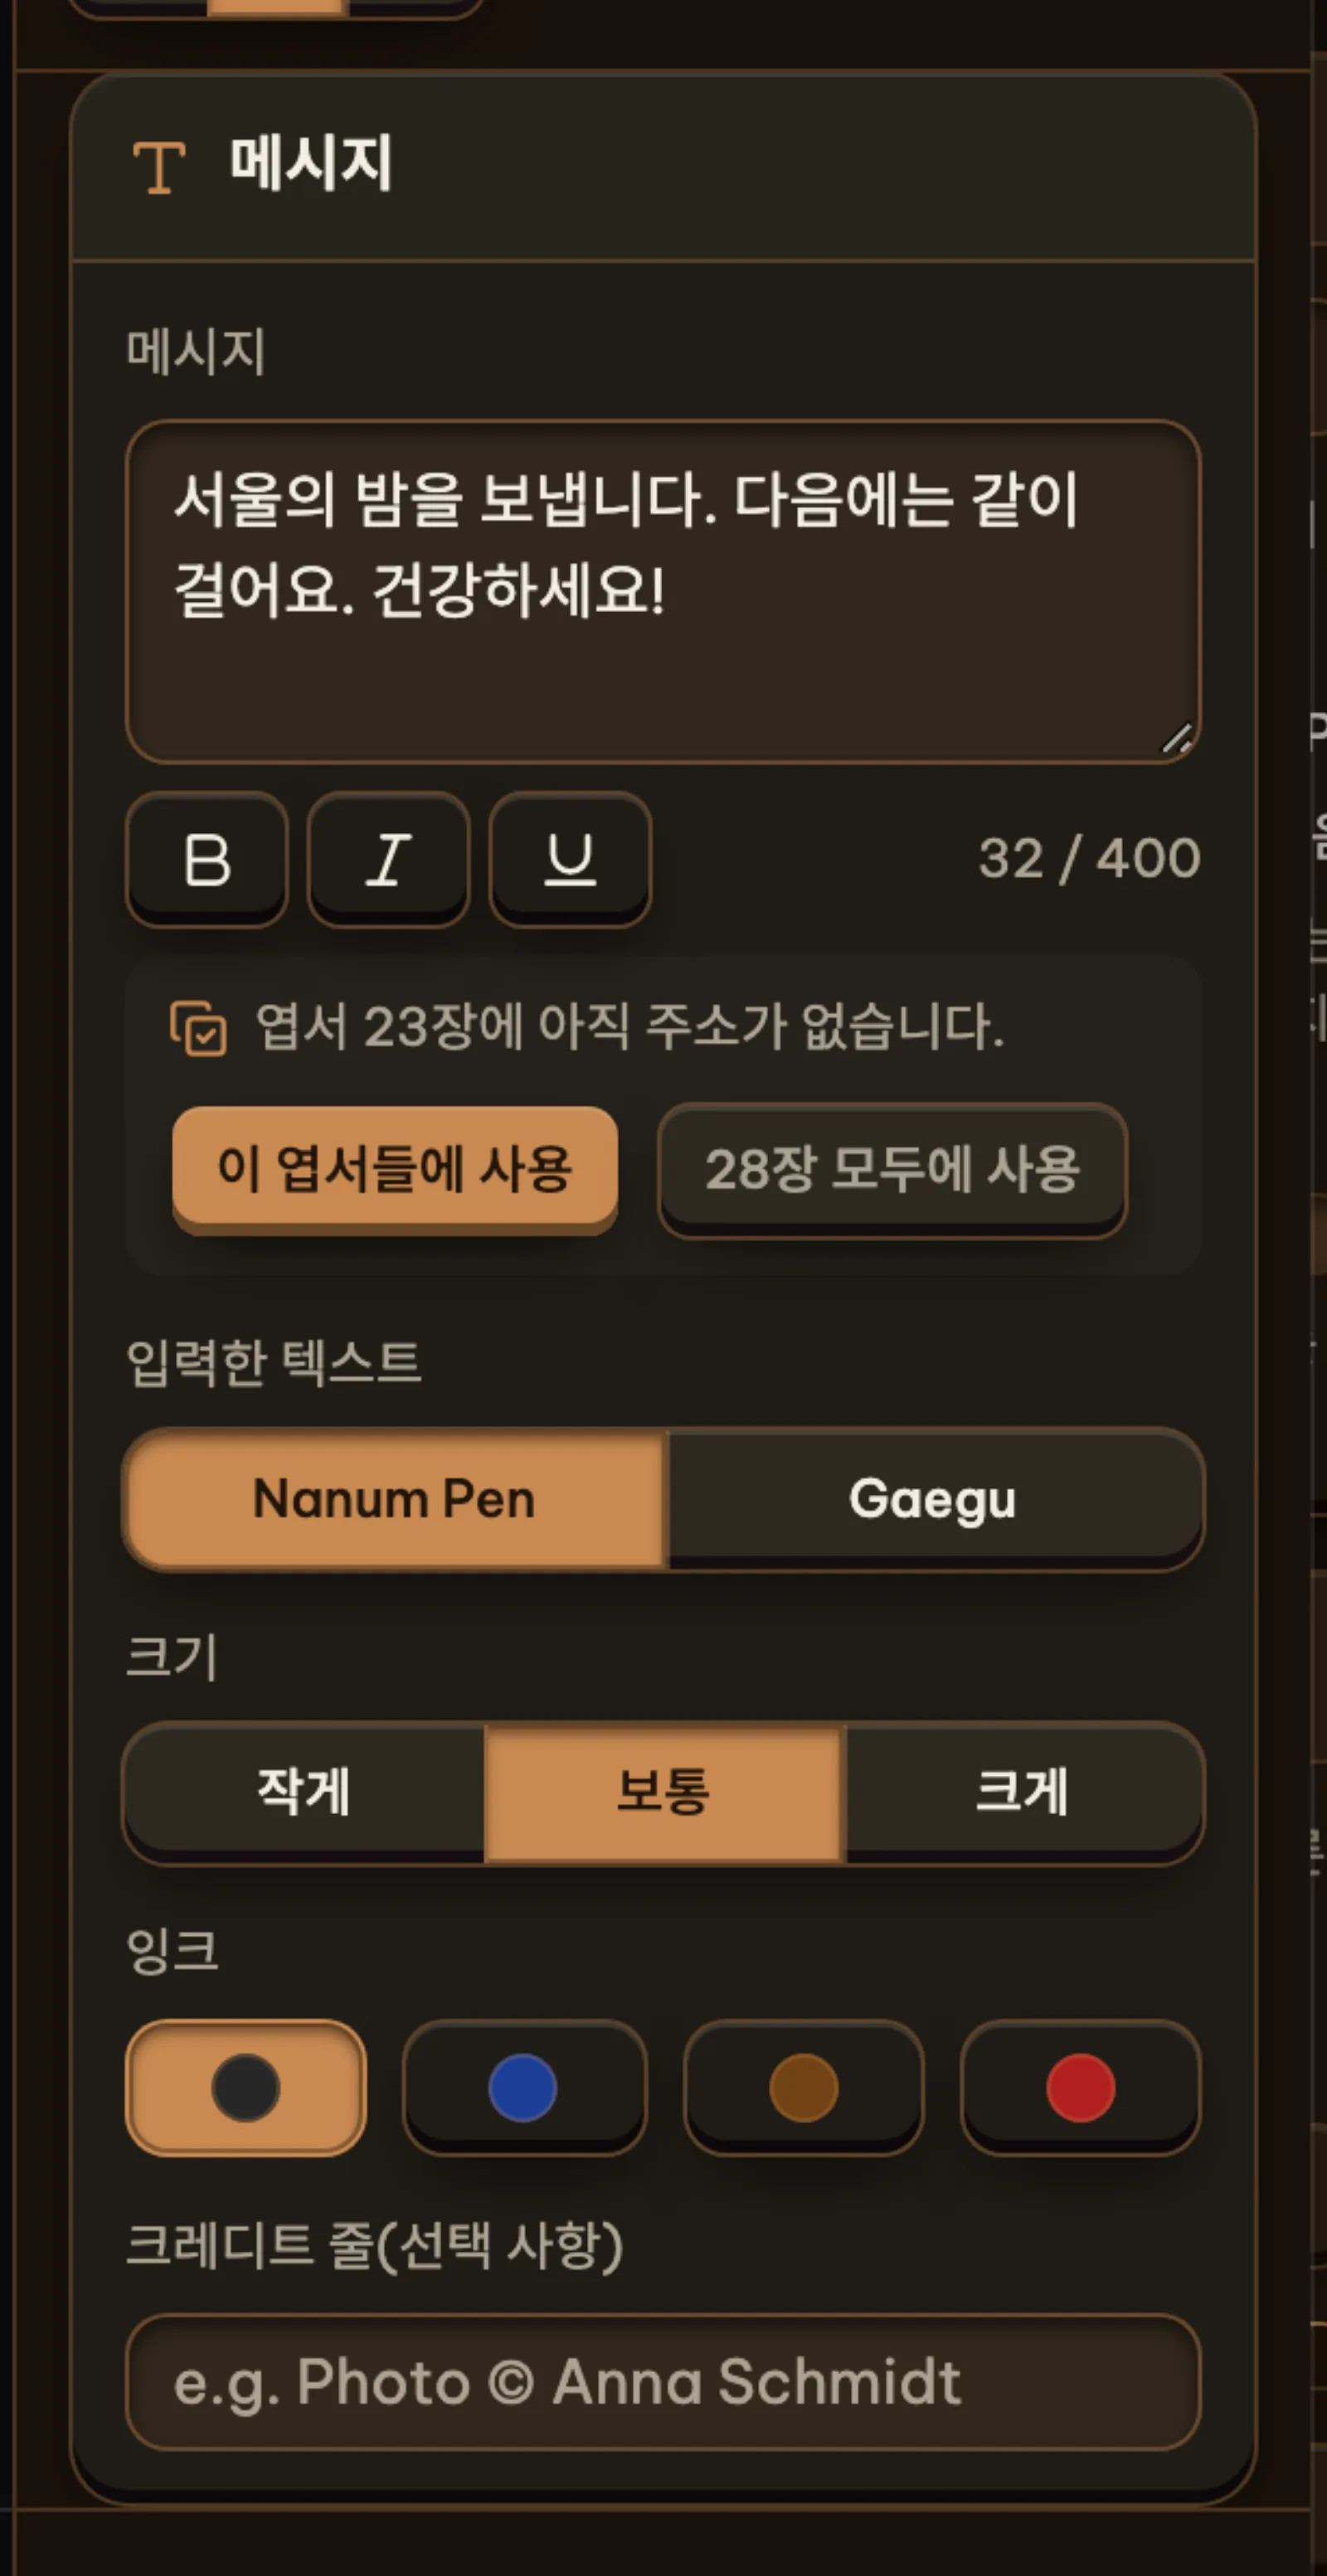 메시지
메시지
서울의 밤을 보냅니다. 다음에는 같이
걸어요. 건강하세요!
B I U 32 / 400
엽서 23장에 아직 주소가 없습니다.
이 엽서들에 사용 28장 모두에 사용
입력한 텍스트
Nanum Pen Gaegu
크기
작게 보통 크게
잉크
크레디트 줄(선택 사항)
e.g. Photo © Anna Schmidt